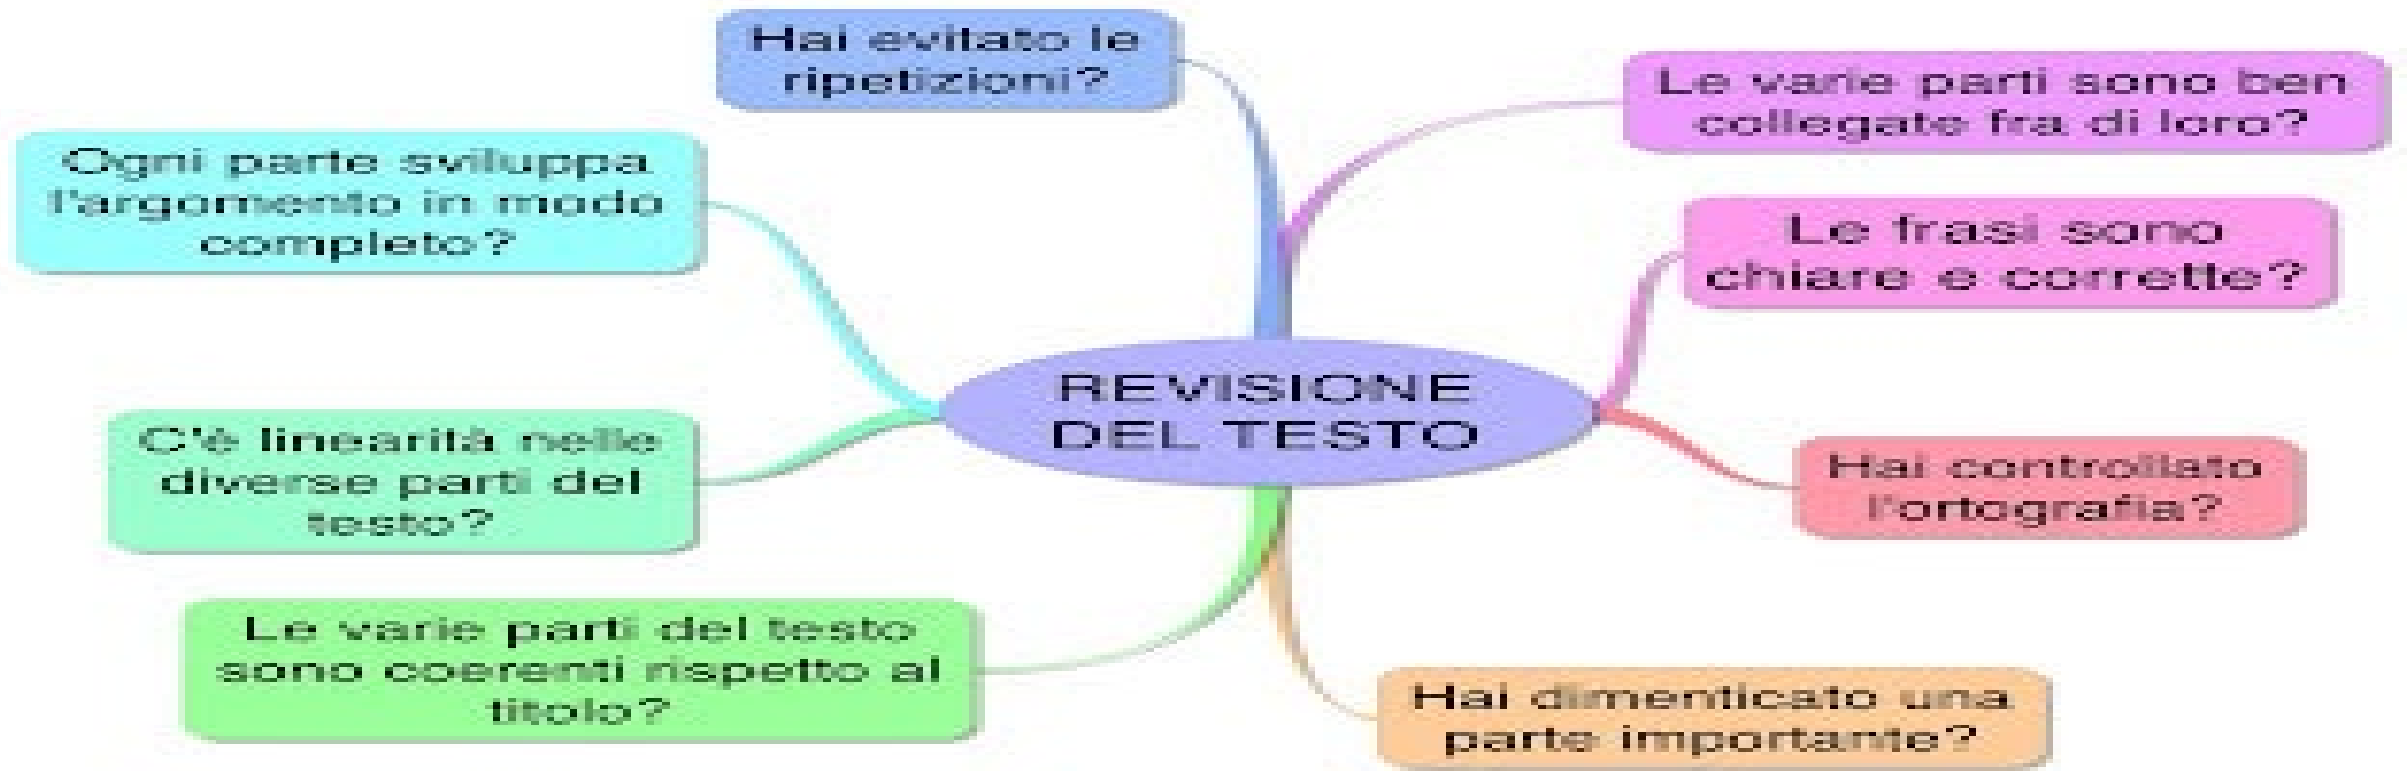 Hai evitato le
ripetizioni?
Le varie parti sono ben
collegate fra di loro?
Ogni parte sviluppa
l'argomento in modo
completo?
Le frasi sono
chiare e corrette?
REVISIONE
DEL TESTO
C'è linearità nelle
diverse parti del
testo?
Hai controllato
l'ortografia?
Le varie parti del testo
sono coerenti rispetto al
titolo?
Hai dimenticato una
parte importante?